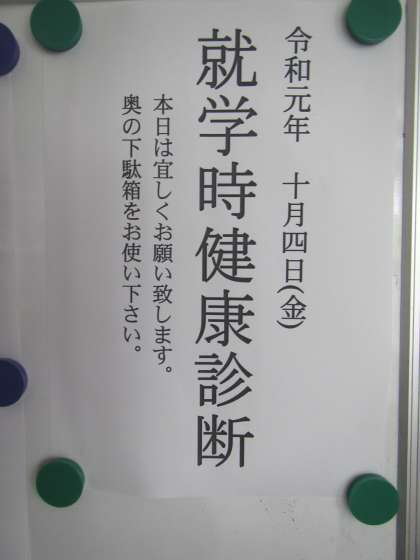 令和元年　十月四日(金)
就学時健康診断
本日は宜しくお願い致します。
奥の下駄箱をお使い下さい。